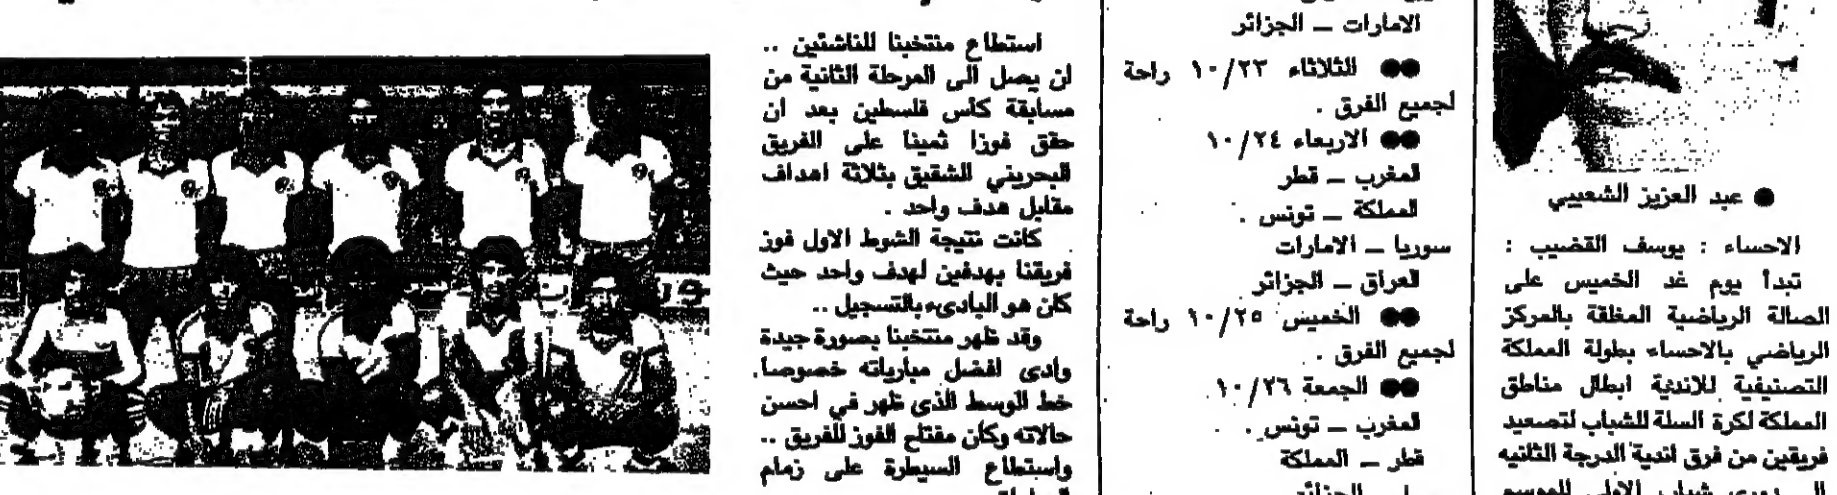 ● عبد العزيز الشعيبي
الاحساء : يوسف القضيب :
تبدأ يوم غد الخميس على
الصالة الرياضية المغلقة بالمركز
الرياضي بالاحساء بطولة المملكة
التصنيفية للاندية ابطال مناطق
المملكة لكرة السلة للشباب لتصعيد
فريقين من فرق اندية الدرجة الثانيه
الامارات ــ الجزائر
●● الثلاثاء ١٠/٢٣ راحة
لجميع الفرق .
●● الاربعاء ١٠/٢٤
المغرب ــ قطر
المملكة ــ تونس .
سوريا ــ الامارات
العراق ــ الجزائر
●● الخميس ١٠/٢٥ راحة
لجميع الفرق .
●● الجمعة ١٠/٢٦
المغرب ــ تونس .
قطر ــ المملكة
استطاع منتخبنا للناشئين ..
ان يصل الى المرحلة الثانية من
مسابقة كأس فلسطين بعد ان
حقق فوزا ثمينا على الفريق
البحريني الشقيق بثلاثة اهداف
مقابل هدف واحد .
كانت نتيجة الشوط الاول فوز
فريقنا بهدفين لهدف واحد حيث
كان هو الباديء بالتسجيل ..
وقد ظهر منتخبنا بصورة جيدة
وادى افضل مبارياته خصوصا
خط الوسط الذي ظهر في احسن
حالاته وكان مفتاح الفوز للفريق ..
واستطاع السيطرة على زمام